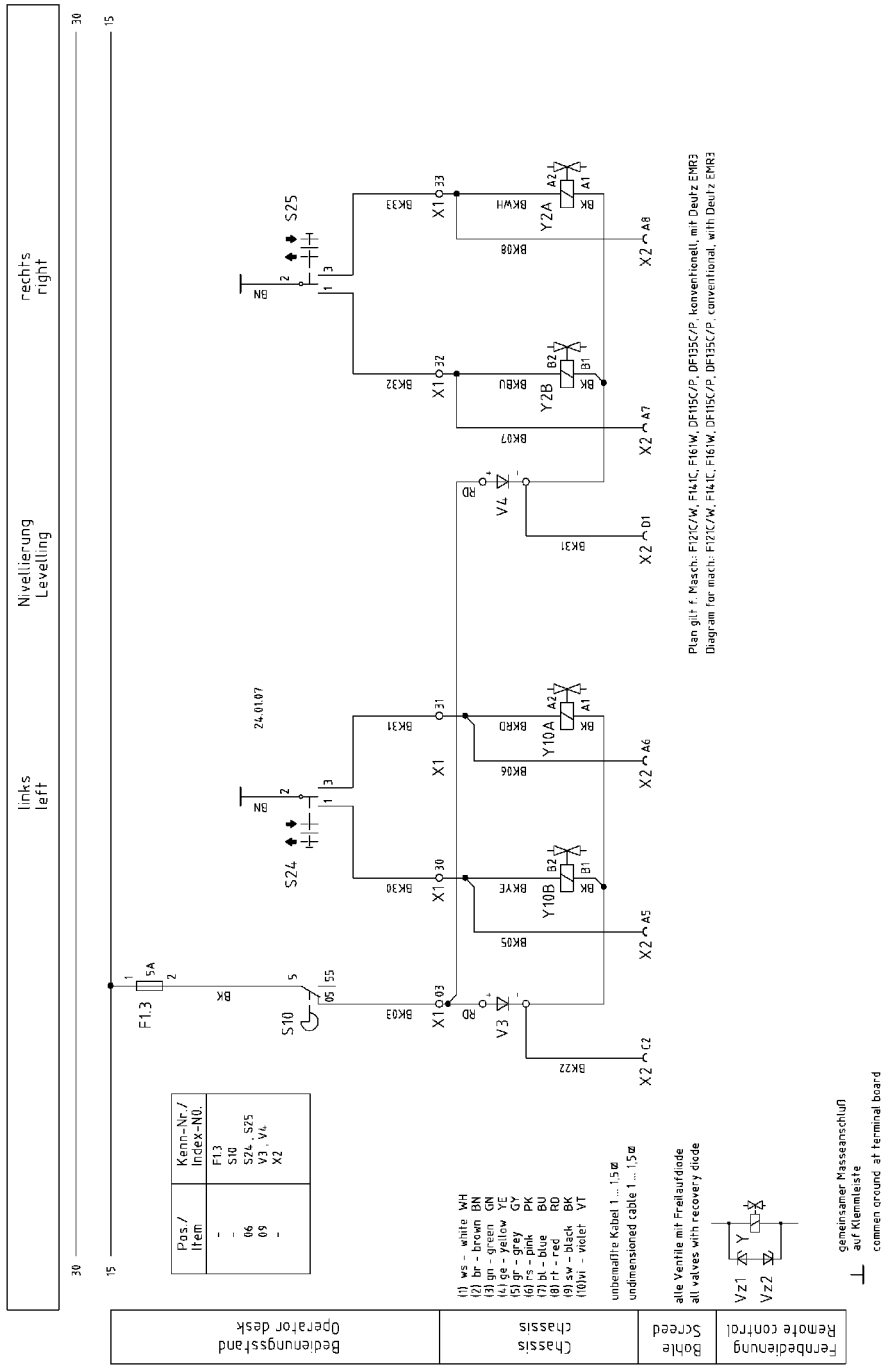 links
left
Nivellierung
Levelling
rechts
right
30
30
15
15
Pos./
Item
Kenn-Nr./
Index-N0.
- F1.3
- S10
06 S24 , S25
09 V3 , V4
- X2
F1.3
1
5A
2
BK
S10
5
05 55
BK03
X1 03
RD
+
V3
-
BK22
X2 C2
24.01.07
BN
2
S24
1 3
BK30
BK31
X1 30
X1 31
BK05
BKYE
BK06
BKRD
Y10B
B2
B1
BK
Y10A
A2
A1
BK
X2 A5
X2 A6
BN
2
S25
1 3
BK32
BK33
X1 32
X1 33
RD
+
V4
-
BK31
X2 D1
BK07
BKBU
BK08
BKWH
Y2B
B2
B1
BK
Y2A
A2
A1
BK
X2 A7
X2 A8
(1) ws - white WH
(2) br - brown BN
(3) gn - green GN
(4) ge - yellow YE
(5) gr - grey GY
(6) rs - pink PK
(7) bl - blue BU
(8) rt - red RD
(9) sw - black BK
(10)vi - violet VT
unbemaßte Kabel 1 ... 1,5
undimensioned cable 1 ... 1,5
alle Ventile mit Freilaufdiode
all valves with recovery diode
Vz1
Vz2
Y
gemeinsamer Masseanschluß
auf Klemmleiste
commen ground at terminal board
Plan gilt f. Masch.: F121C/W, F141C, F161W, DF115C/P, DF135C/P, konventionell, mit Deutz EMR3
Diagram for mach.: F121C/W, F141C, F161W, DF115C/P, DF135C/P, conventional, with Deutz EMR3
Bedienungsstand
Operator desk
Chassis
chassis
Bohle
Screed
Fernbedienung
Remote control